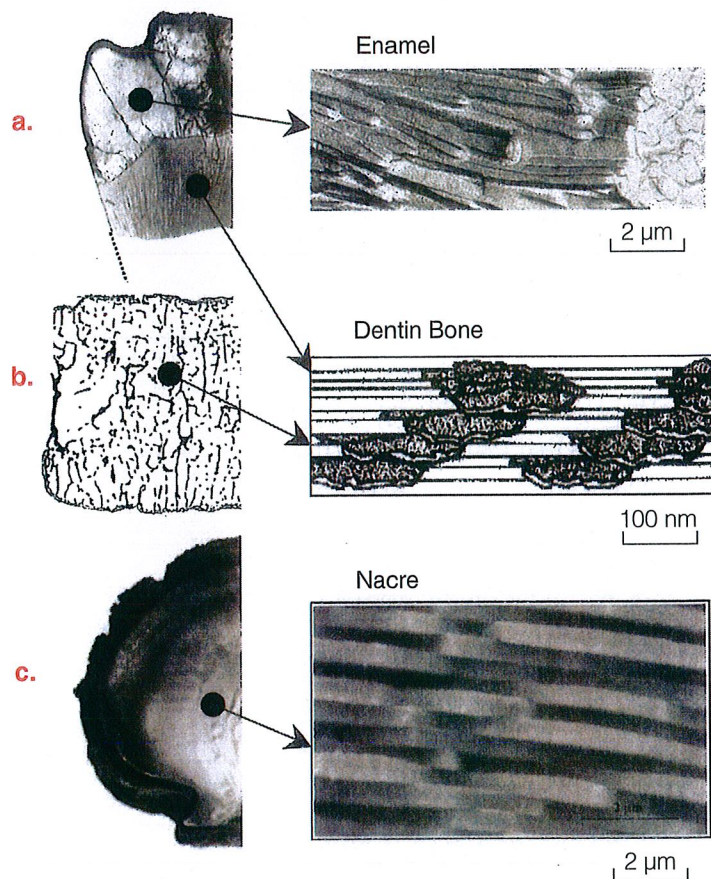 Enamel
a.
2 µm
Dentin Bone
b.
100 nm
Nacre
c.
2 µm